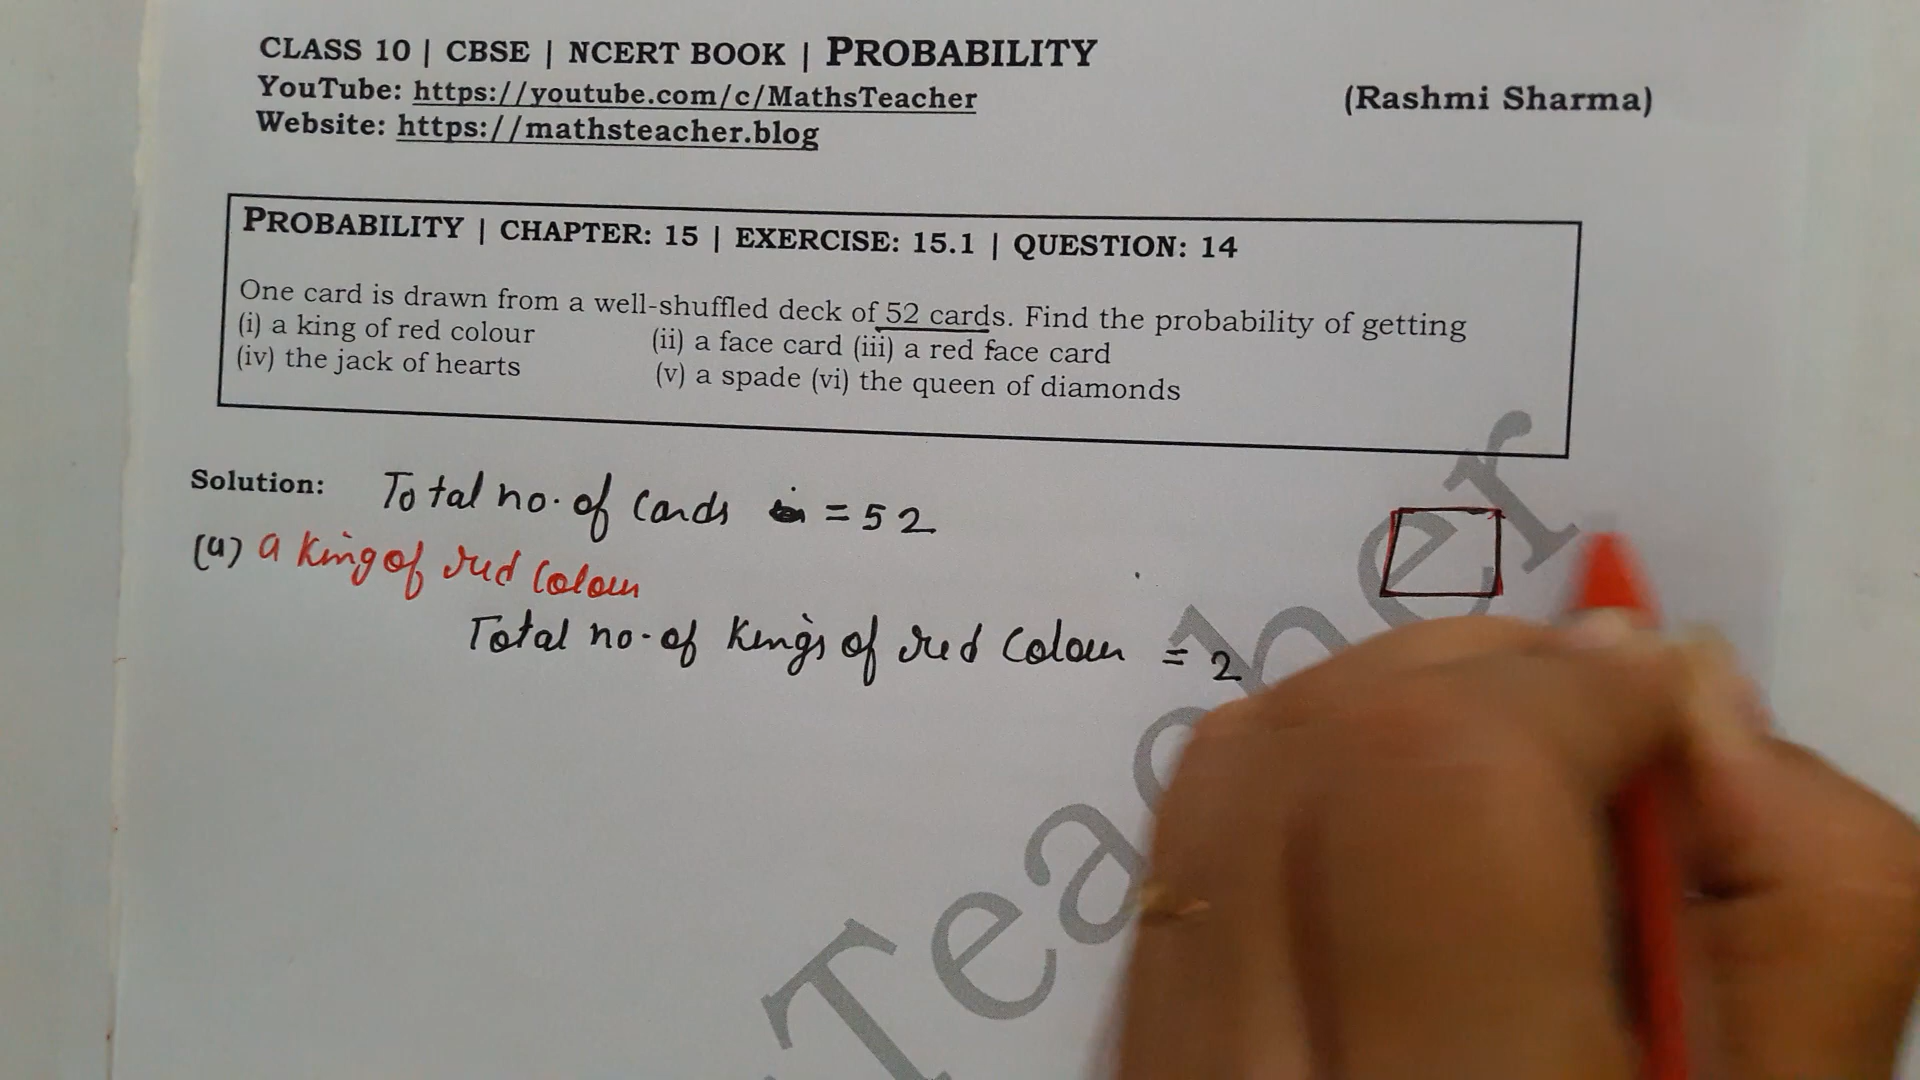 CLASS 10 | CBSE | NCERT BOOK | PROBABILITY
YouTube: https://youtube.com/c/MathsTeacher
(Rashmi Sharma)
Website: https://mathsteacher.blog
PROBABILITY | CHAPTER: 15 | EXERCISE: 15.1 | QUESTION: 14
One card is drawn from a well-shuffled deck of 52 cards. Find the probability of getting
(i) a king of red colour (ii) a face card (iii) a red face card
(iv) the jack of hearts (v) a spade (vi) the queen of diamonds
Solution: Total no. of cards = 52
a king of red colour
Total no. of kings of red colour = 2
Teacher